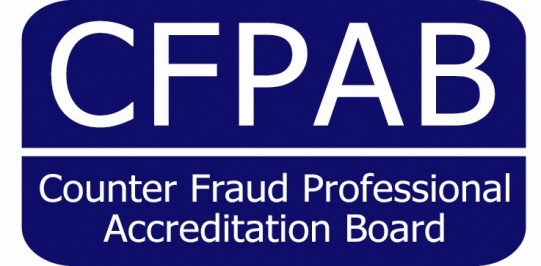 CFPAB
Counter Fraud Professional
Accreditation Board